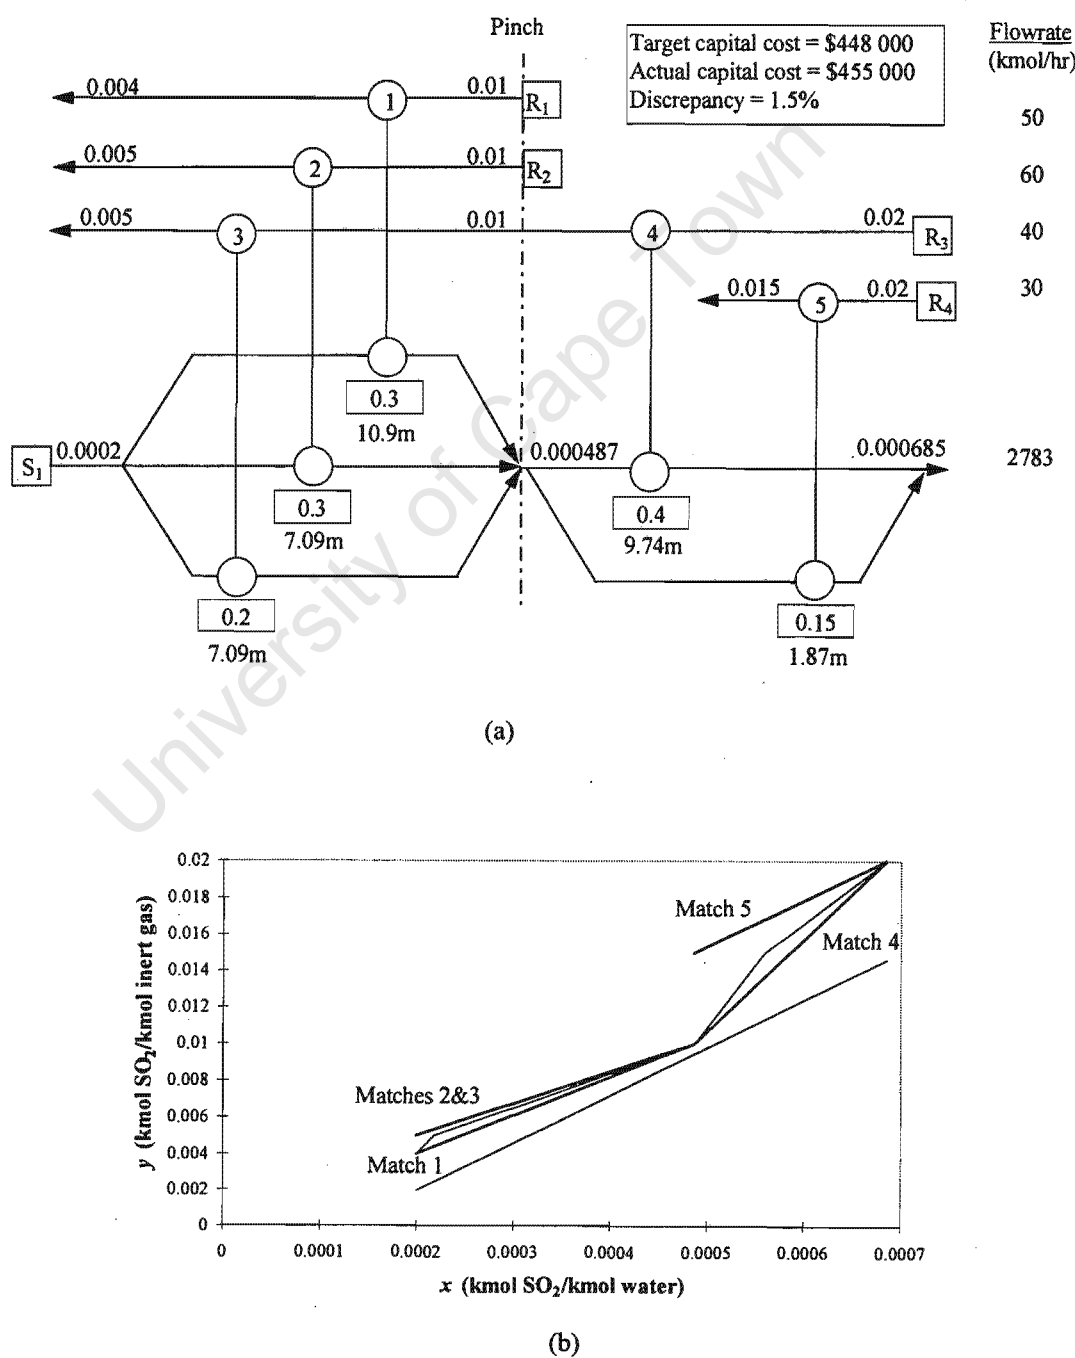 Pinch
Target capital cost = $448 000
Actual capital cost = $455 000
Discrepancy = 1.5%
Flowrate
(kmol/hr)
0.004
1
0.01
R1
50
0.005
2
0.01
R2
60
0.005
3
0.01
4
0.02
R3
40
0.015
5
0.02
R4
30
0.3
10.9m
S1
0.0002
0.000487
0.000685
2783
0.3
7.09m
0.4
9.74m
0.2
7.09m
0.15
1.87m
(a)
University of Cape Town
y (kmol SO2/kmol inert gas)
0.02
0.018
0.016
0.014
0.012
0.01
0.008
0.006
0.004
0.002
0
Match 5
Match 4
Matches 2&3
Match 1
0 0.0001 0.0002 0.0003 0.0004 0.0005 0.0006 0.0007
x (kmol SO2/kmol water)
(b)